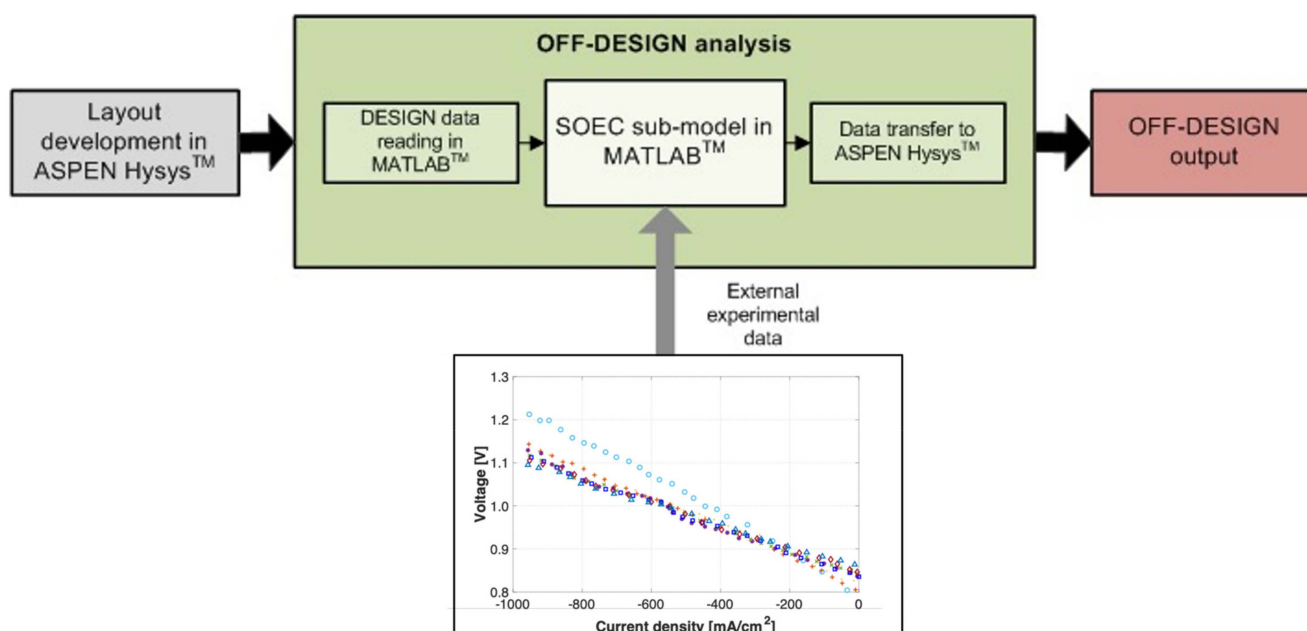 OFF-DESIGN analysis
Layout
development in
ASPEN Hysys™
DESIGN data
reading in
MATLAB™
SOEC sub-model in
MATLAB™
Data transfer to
ASPEN Hysys™
OFF-DESIGN
output
External
experimental
data
1.3
1.2
1.1
1.0
0.9
0.8
Voltage [V]
-1000
-800
-600
-400
-200
0
Current density [mA/cm²]